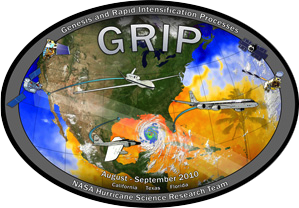 Genesis and Rapid Intensification Processes
GRIP
August - September 2010
California Texas Florida
NASA Hurricane Science Research Team